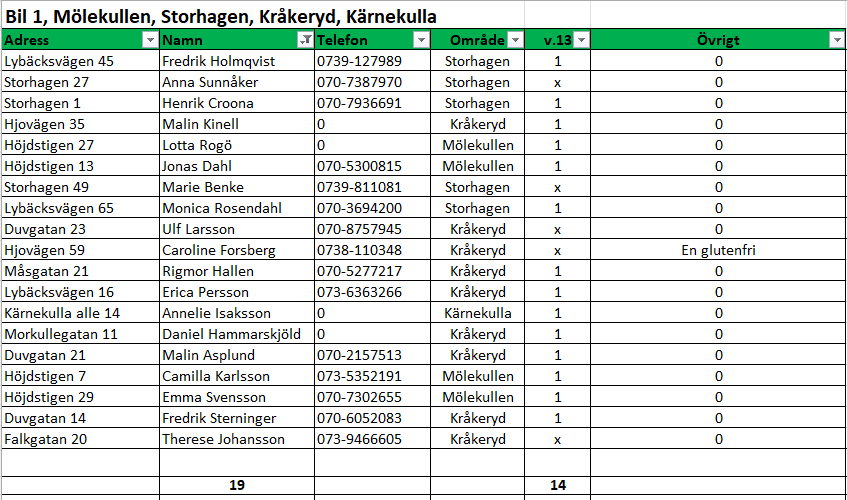 Bil 1, Mölekullen, Storhagen, Kråkeryd, Kärnekulla
Adress Namn Telefon Område v.13 Övrigt
Lybäcksvägen 45 Fredrik Holmqvist 0739-127989 Storhagen 1 0
Storhagen 27 Anna Sunnåker 070-7387970 Storhagen x 0
Storhagen 1 Henrik Croona 070-7936691 Storhagen 1 0
Hjovägen 35 Malin Kinell 0 Kråkeryd 1 0
Höjdstigen 27 Lotta Rogö 0 Mölekullen 1 0
Höjdstigen 13 Jonas Dahl 070-5300815 Mölekullen 1 0
Storhagen 49 Marie Benke 0739-811081 Storhagen x 0
Lybäcksvägen 65 Monica Rosendahl 070-3694200 Storhagen 1 0
Duvgatan 23 Ulf Larsson 070-8757945 Kråkeryd x 0
Hjovägen 59 Caroline Forsberg 0738-110348 Kråkeryd x En glutenfri
Måsgatan 21 Rigmor Hallen 070-5277217 Kråkeryd 1 0
Lybäcksvägen 16 Erica Persson 073-6363266 Kråkeryd 1 0
Kärnekulla alle 14 Annelie Isaksson 0 Kärnekulla 1 0
Morkullegatan 11 Daniel Hammarskjöld 0 Kråkeryd 1 0
Duvgatan 21 Malin Asplund 070-2157513 Kråkeryd 1 0
Höjdstigen 7 Camilla Karlsson 073-5352191 Mölekullen 1 0
Höjdstigen 29 Emma Svensson 070-7302655 Mölekullen 1 0
Duvgatan 14 Fredrik Sterninger 070-6052083 Kråkeryd 1 0
Falkgatan 20 Therese Johansson 073-9466605 Kråkeryd x 0
19 14